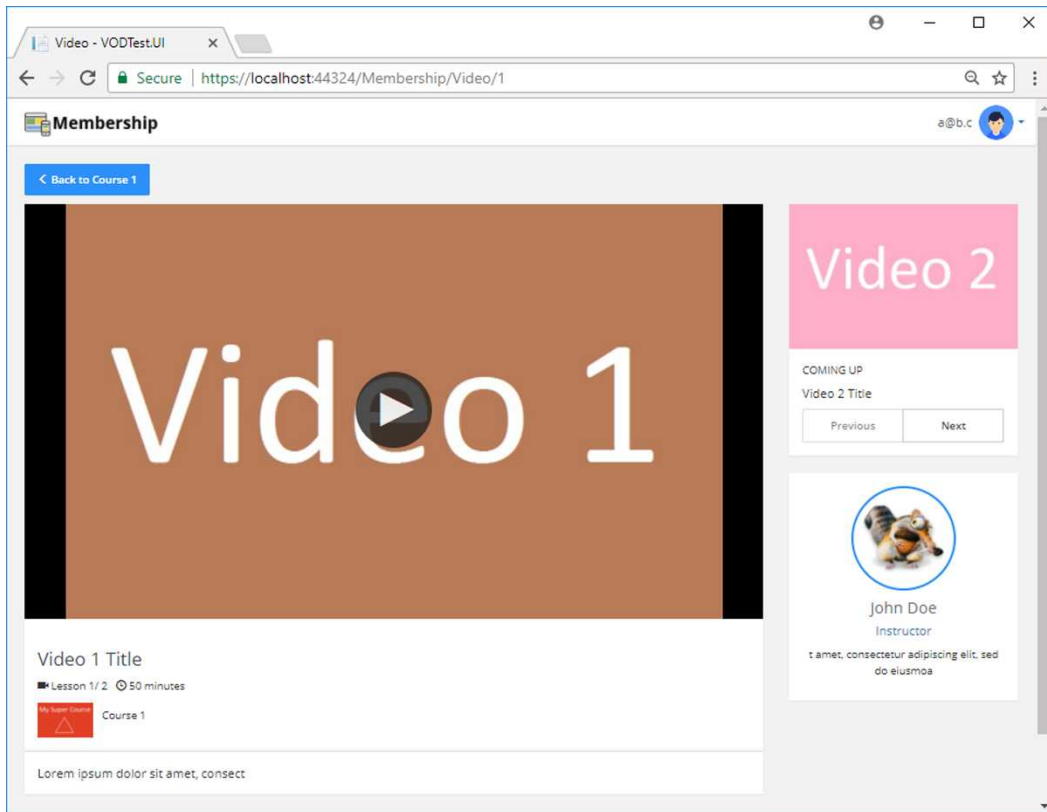 Video - VODTest.UI
Secure | https://localhost:44324/Membership/Video/1
Membership
a@b.c
Back to Course 1
Video 1
Video 1 Title
Lesson 1/ 2 50 minutes
My Super Course
Course 1
Lorem ipsum dolor sit amet, consect
Video 2
COMING UP
Video 2 Title
Previous Next
John Doe
Instructor
t amet, consectetur adipiscing elit, sed
do eiusmoa